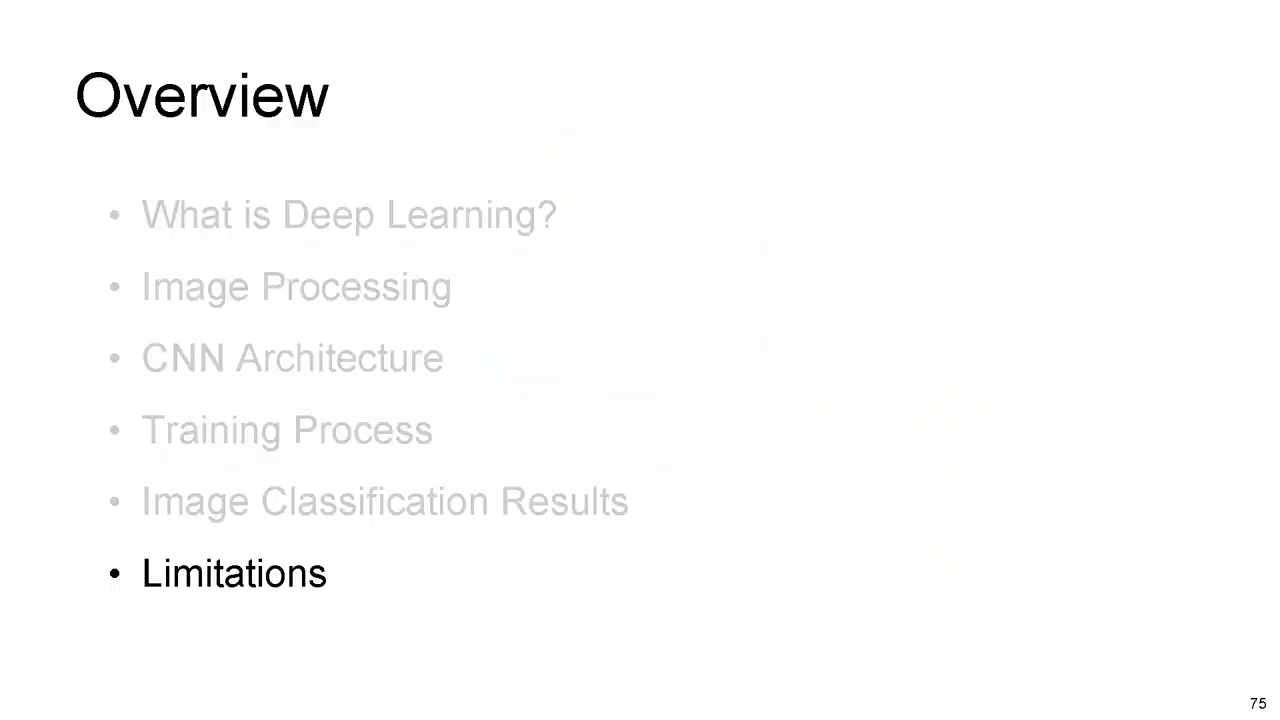 Overview
• What is Deep Learning?
• Image Processing
• CNN Architecture
• Training Process
• Image Classification Results
• Limitations
75